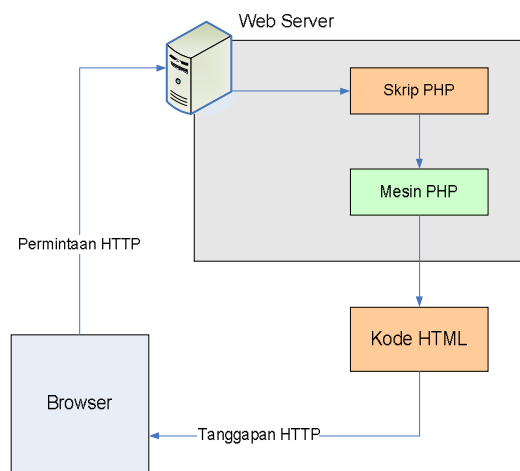 Web Server
Skrip PHP
Mesin PHP
Permintaan HTTP
Kode HTML
Browser
Tanggapan HTTP